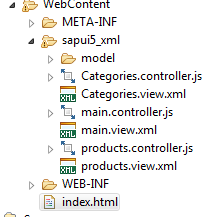 WebContent
META-INF
sapui5_xml
model
Categories.controller.js
Categories.view.xml
main.controller.js
main.view.xml
products.controller.js
products.view.xml
WEB-INF
index.html